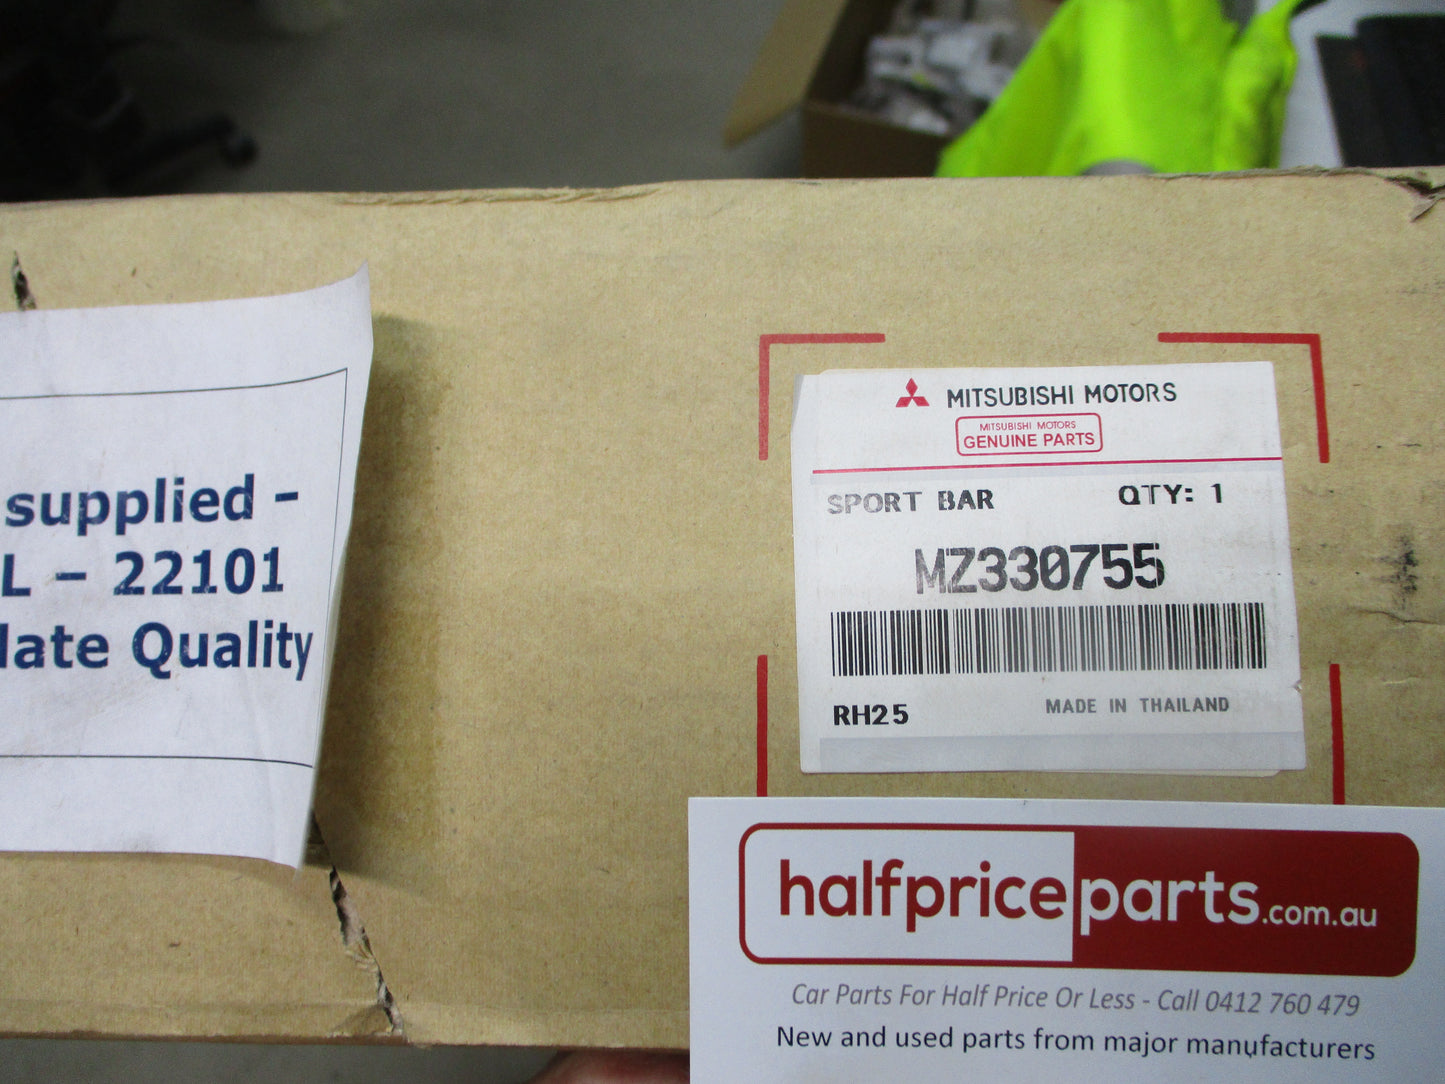 supplied -
L – 22101
late Quality
MITSUBISHI MOTORS
MITSUBISHI MOTORS
GENUINE PARTS
SPORT BAR QTY: 1
MZ330755
RH25 MADE IN THAILAND
halfpriceparts.com.au
Car Parts For Half Price Or Less - Call 0412 760 479
New and used parts from major manufacturers